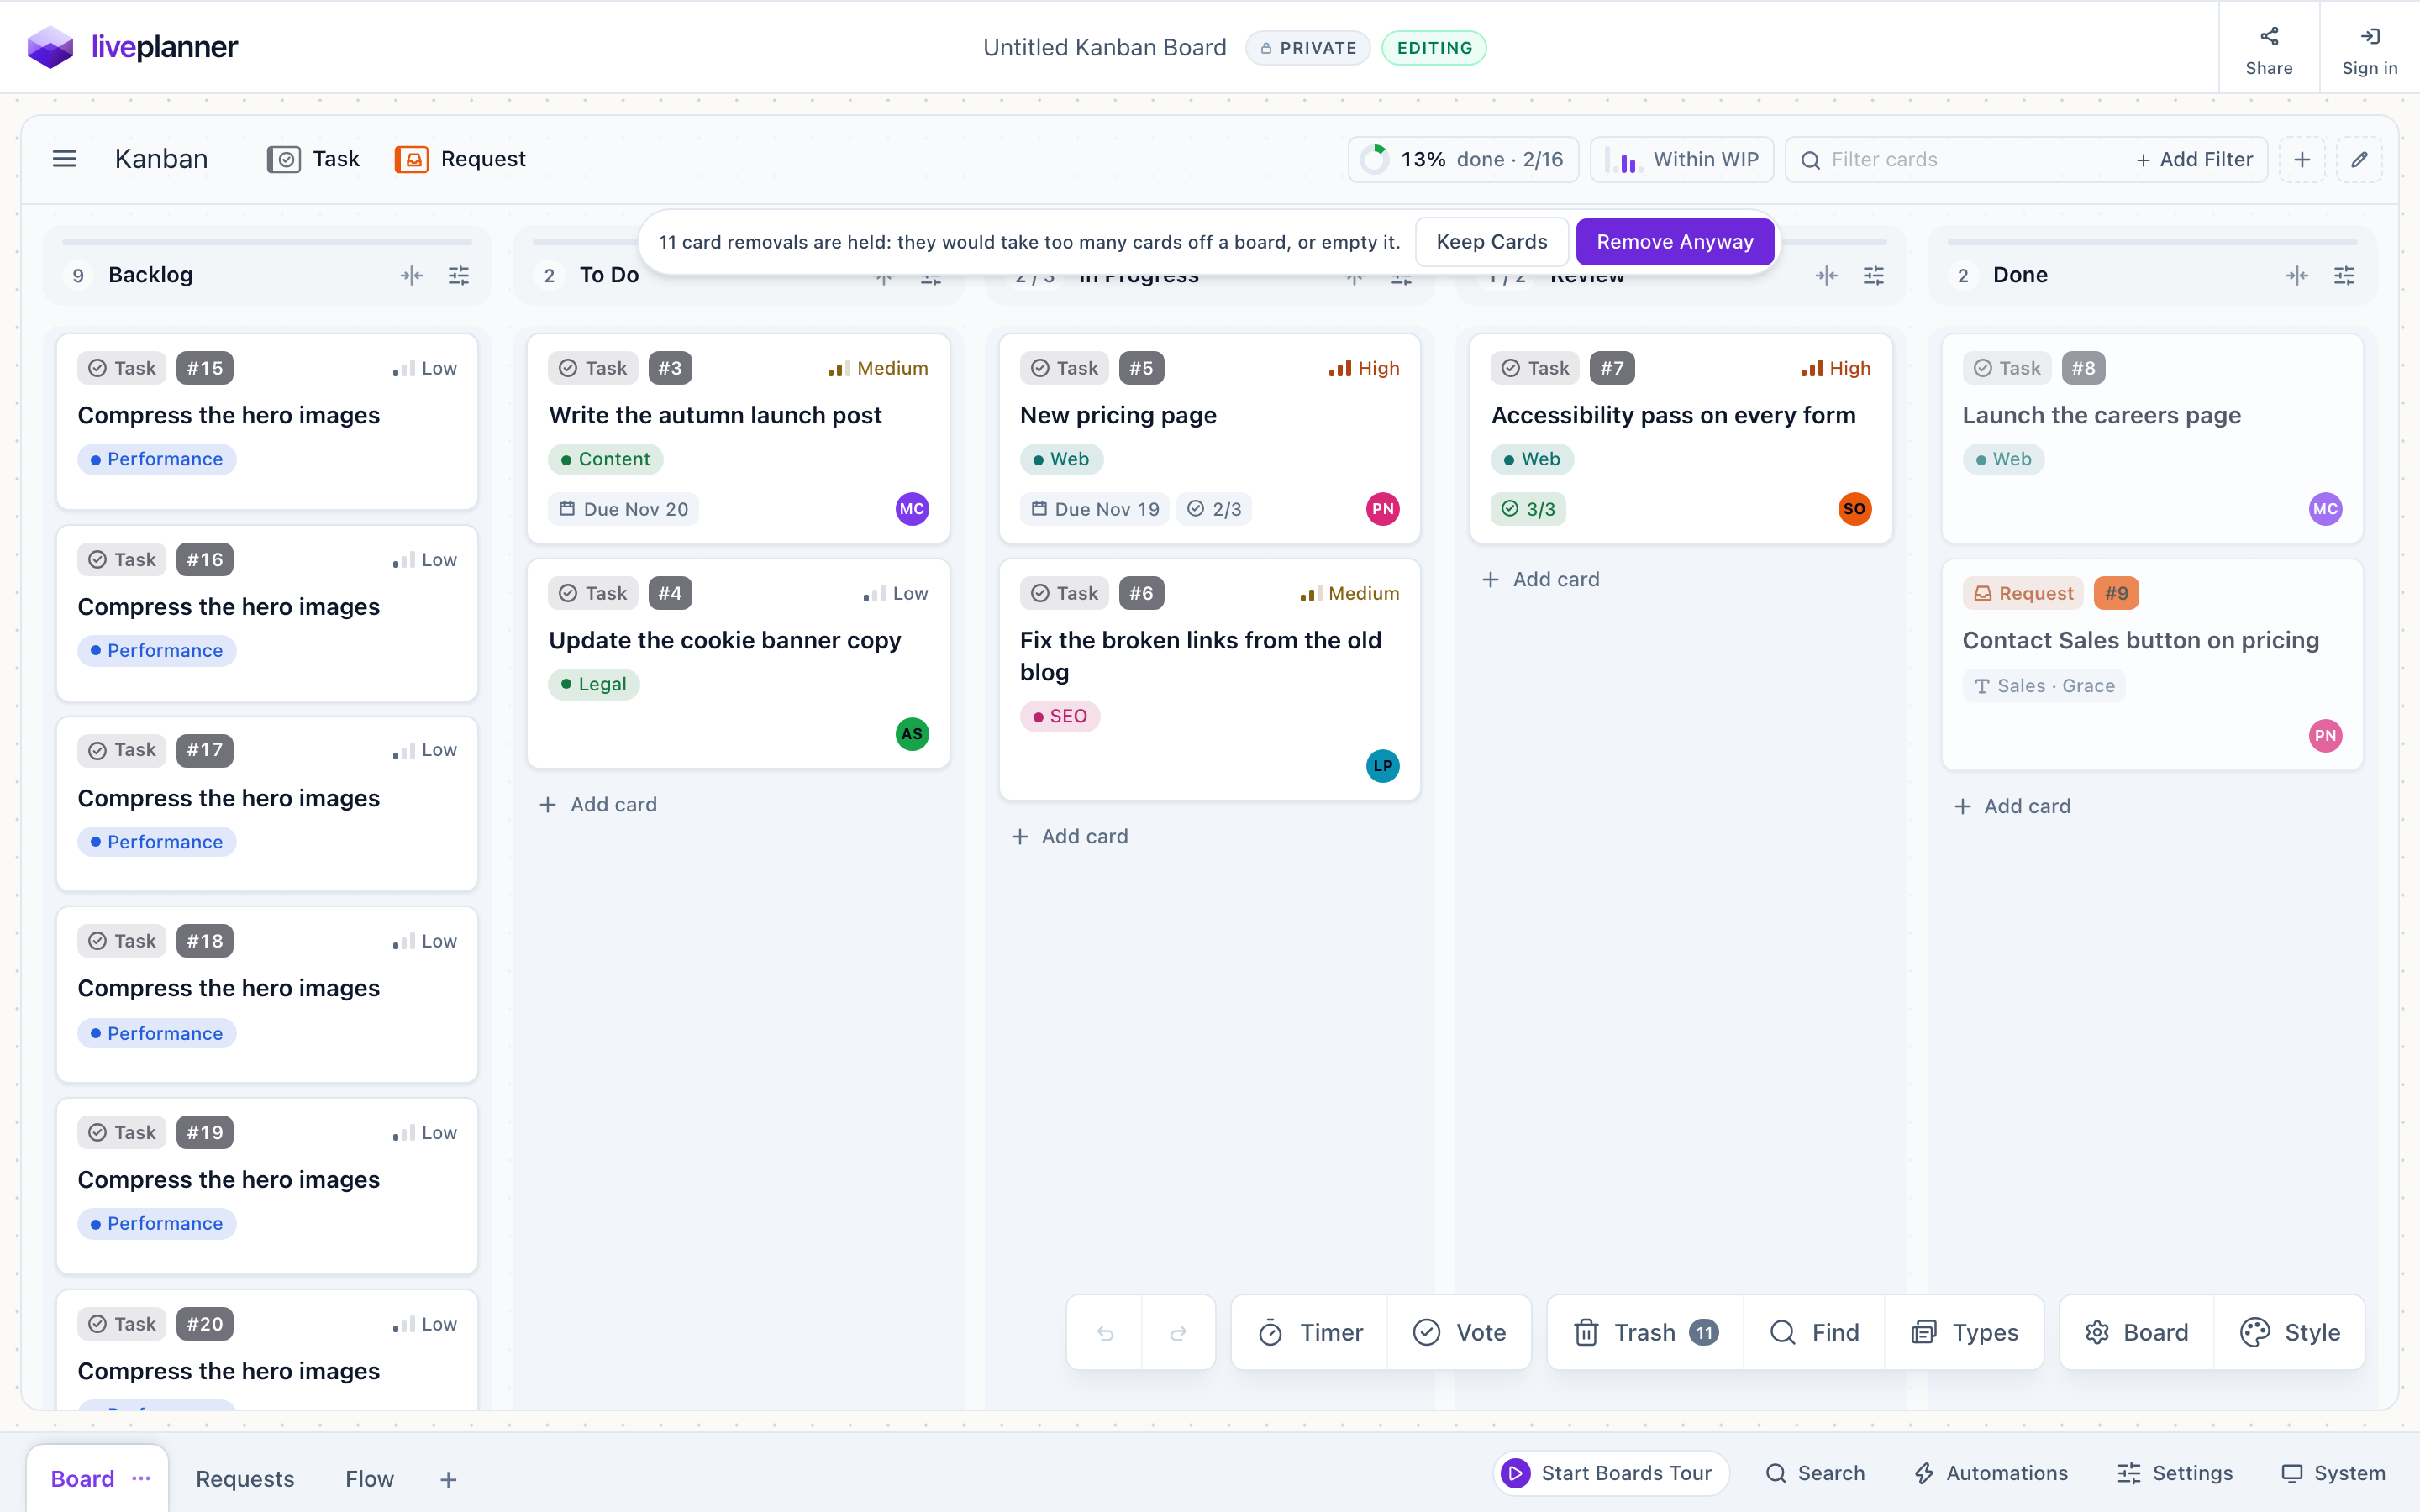 liveplanner
Untitled Kanban Board
PRIVATE
EDITING
Share
Sign in
Kanban
Task
Request
13% done · 2/16
Within WIP
Filter cards
+ Add Filter
11 card removals are held: they would take too many cards off a board, or empty it.
Keep Cards
Remove Anyway
9 Backlog
2 To Do
2 / 3 In Progress
1 / 2 Review
2 Done
Task #15 Low
Compress the hero images
Performance
Task #16 Low
Compress the hero images
Performance
Task #17 Low
Compress the hero images
Performance
Task #18 Low
Compress the hero images
Performance
Task #19 Low
Compress the hero images
Performance
Task #20 Low
Compress the hero images
Task #3 Medium
Write the autumn launch post
Content
Due Nov 20 MC
Task #4 Low
Update the cookie banner copy
Legal
AS
+ Add card
Task #5 High
New pricing page
Web
Due Nov 19 2/3 PN
Task #6 Medium
Fix the broken links from the old
blog
SEO
LP
+ Add card
Task #7 High
Accessibility pass on every form
Web
3/3 SO
+ Add card
Task #8
Launch the careers page
Web
MC
Request #9
Contact Sales button on pricing
Sales · Grace
PN
+ Add card
Timer
Vote
Trash 11
Find
Types
Board
Style
Board
Requests
Flow
Start Boards Tour
Search
Automations
Settings
System